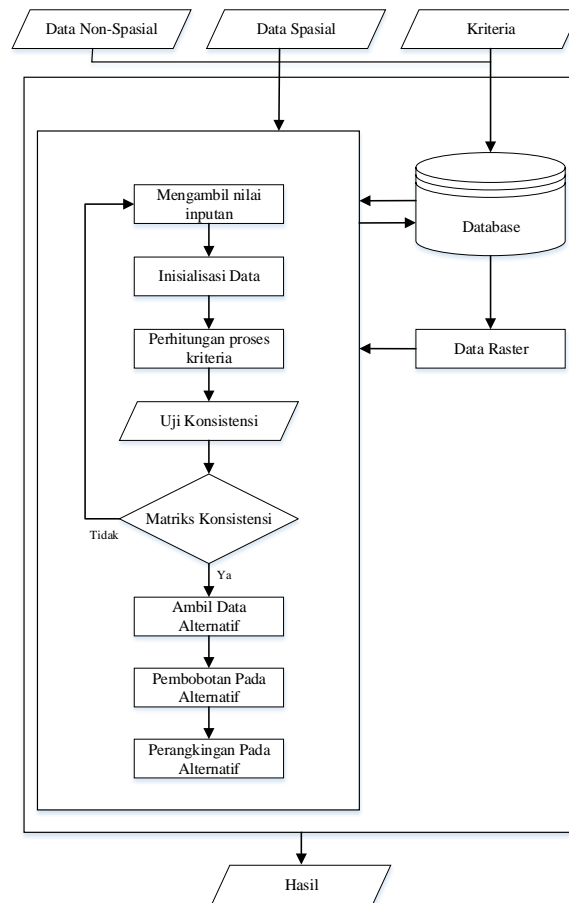 Data Non-Spasial
Data Spasial
Kriteria
Mengambil nilai
inputan
Database
Inisialisasi Data
Perhitungan proses
kriteria
Data Raster
Uji Konsistensi
Matriks Konsistensi
Tidak
Ya
Ambil Data
Alternatif
Pembobotan Pada
Alternatif
Perangkingan Pada
Alternatif
Hasil